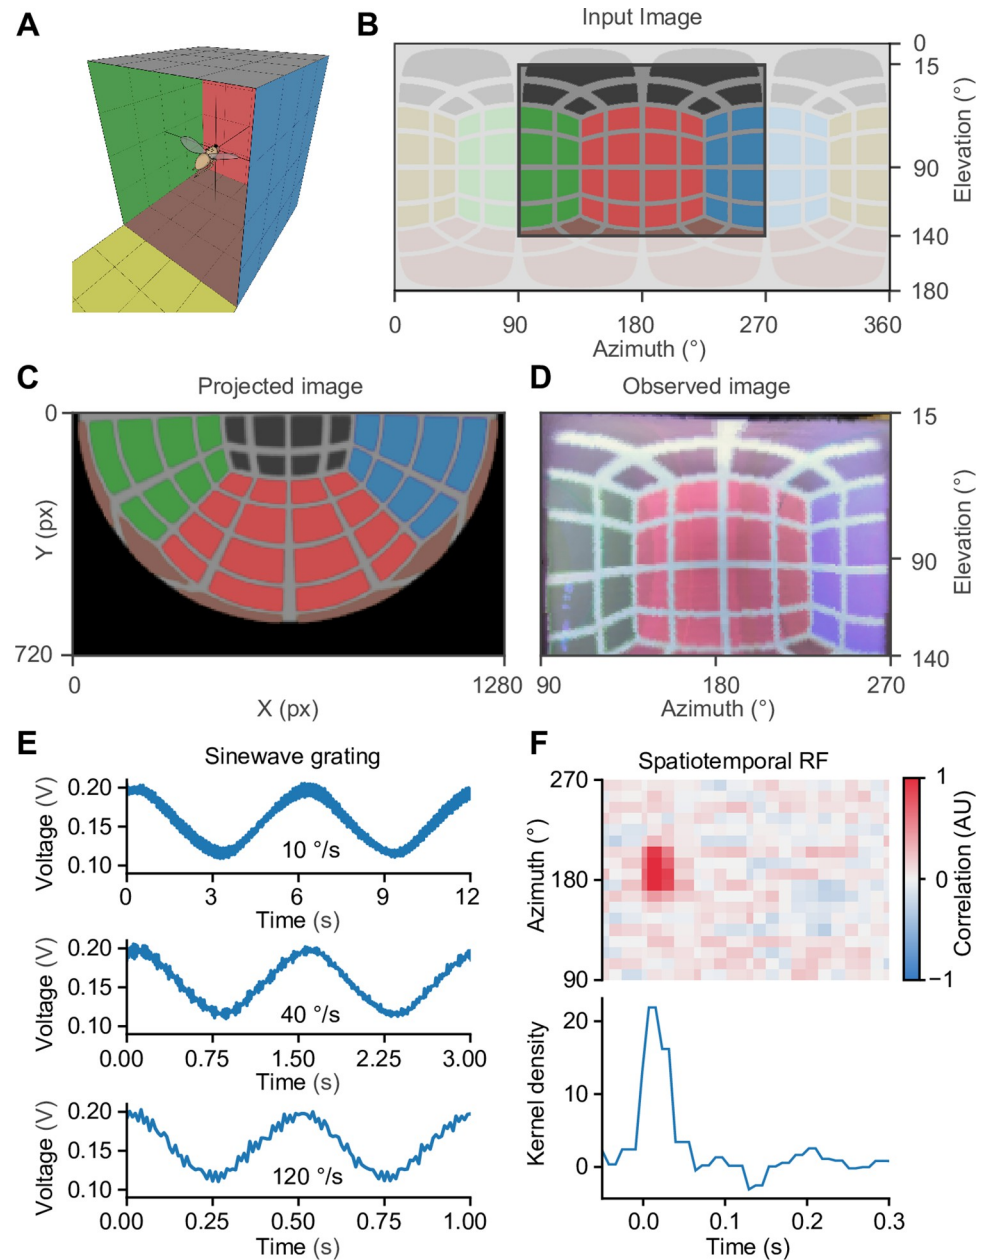 A
B
Input Image
0
15
90
140
180
Elevation (°)
0
90
180
270
360
Azimuth (°)
C
Projected image
0
720
Y (px)
0
1280
X (px)
D
Observed image
15
90
140
Elevation (°)
90
180
270
Azimuth (°)
E
Sinewave grating
0.20
0.15
0.10
Voltage (V)
10 °/s
0
3
6
9
12
Time (s)
0.20
0.15
0.10
Voltage (V)
40 °/s
0.00
0.75
1.50
2.25
3.00
Time (s)
0.20
0.15
0.10
Voltage (V)
120 °/s
0.00
0.25
0.50
0.75
1.00
Time (s)
F
Spatiotemporal RF
270
180
90
Azimuth (°)
1
0
−1
Correlation (AU)
20
10
0
Kernel density
0.0
0.1
0.2
0.3
Time (s)